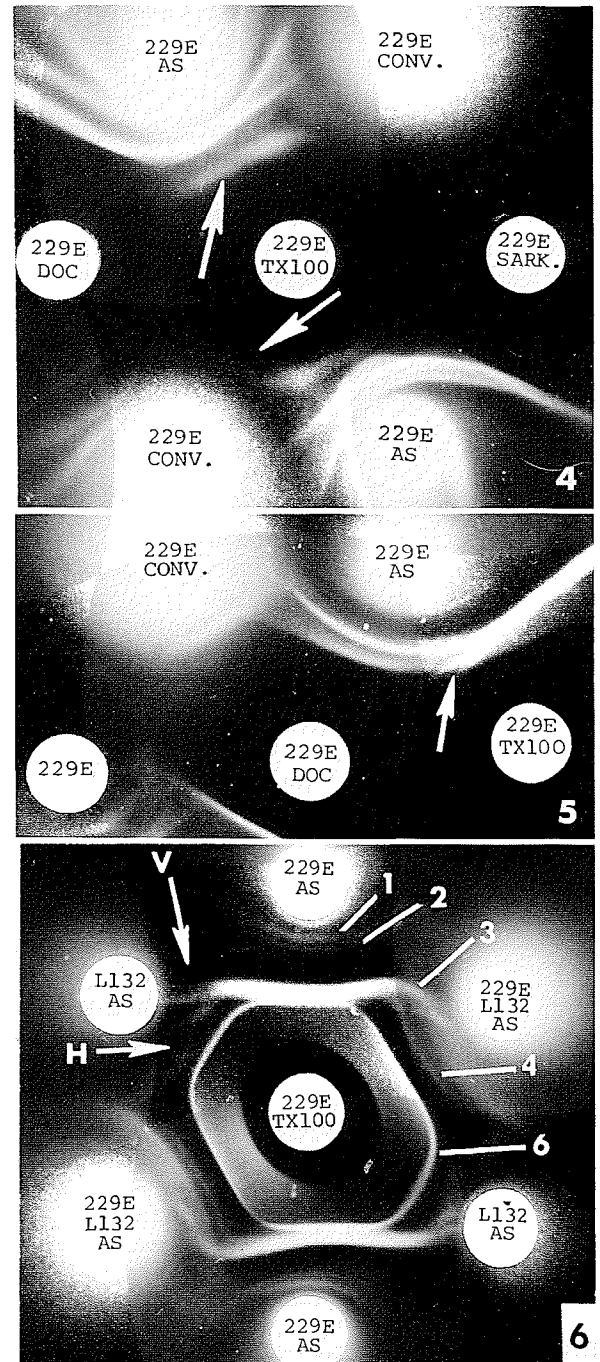 229E
AS
229E
CONV.
229E
DOC
229E
TX100
229E
SARK.
229E
CONV.
229E
AS
4
229E
CONV.
229E
AS
229E
229E
DOC
229E
TX100
5
V
229E
AS
1
2
3
L132
AS
229E
L132
AS
H
4
229E
TX100
6
229E
L132
AS
L132
AS
229E
AS
6